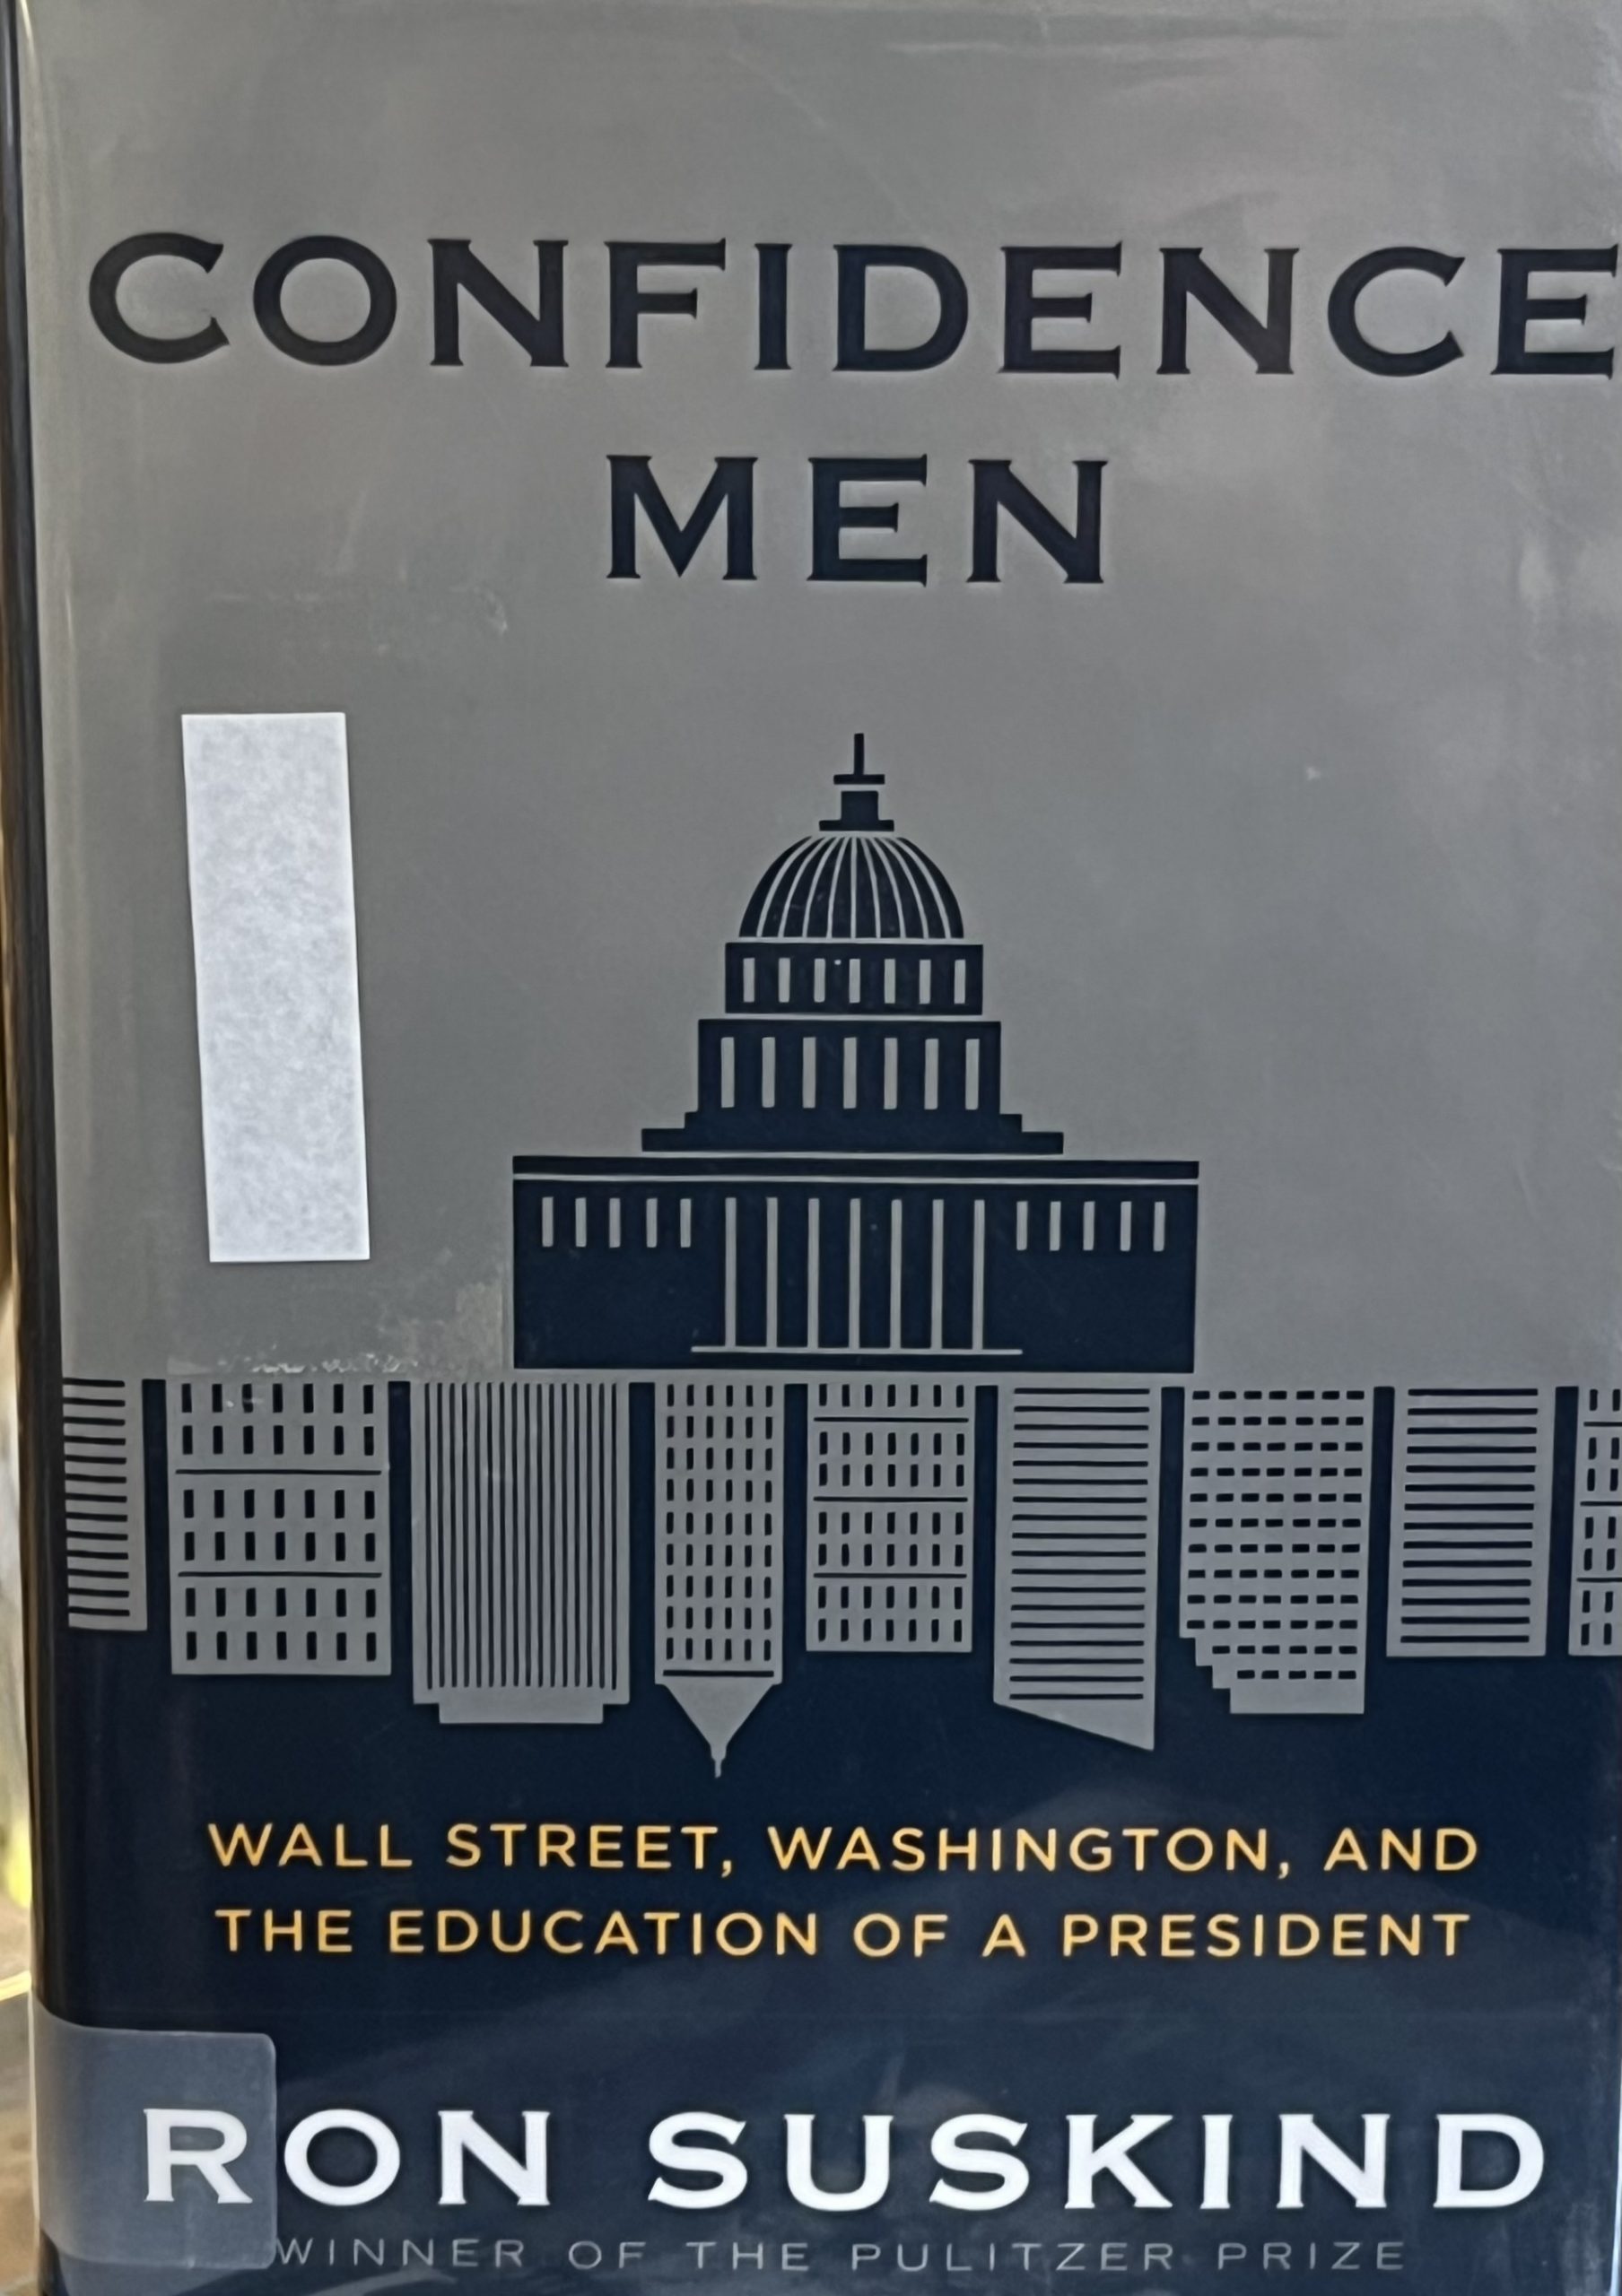 CONFIDENCE
MEN
WALL STREET, WASHINGTON, AND
THE EDUCATION OF A PRESIDENT
RON SUSKIND
WINNER OF THE PULITZER PRIZE